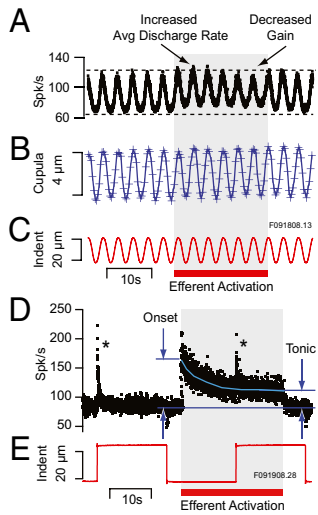 A
Increased
Avg Discharge Rate
Decreased
Gain
Spk/s
140
100
60
B
Cupula
4 µm
C
Indent
20 µm
F091808.13
10s
Efferent Activation
D
Onset
Tonic
Spk/s
250
200
150
100
50
*
*
E
Indent
20 µm
F091908.28
10s
Efferent Activation